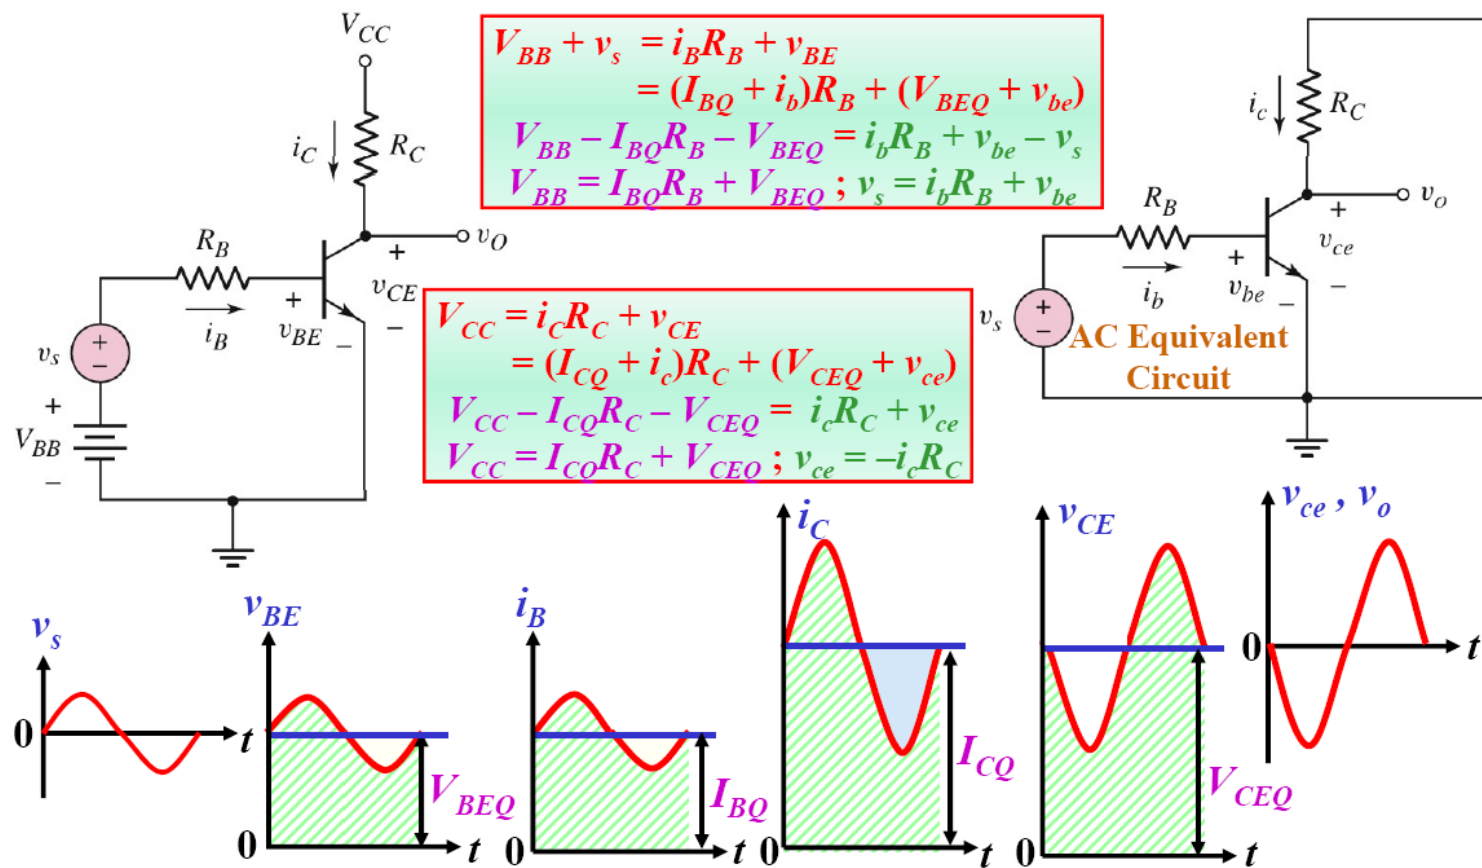 V_CC
i_C
R_C
R_B
v_O
+
v_CE
–
i_B
+
v_BE
–
v_s
+
–
+
V_BB
–
V_BB + v_s = i_B R_B + v_BE
= (I_BQ + i_b)R_B + (V_BEQ + v_be)
V_BB – I_BQ R_B – V_BEQ = i_b R_B + v_be – v_s
V_BB = I_BQ R_B + V_BEQ ; v_s = i_b R_B + v_be
V_CC = i_C R_C + v_CE
= (I_CQ + i_c)R_C + (V_CEQ + v_ce)
V_CC – I_CQ R_C – V_CEQ = i_c R_C + v_ce
V_CC = I_CQ R_C + V_CEQ ; v_ce = –i_c R_C
i_c
R_C
R_B
v_o
+
v_ce
–
i_b
+
v_be
–
v_s
+
–
AC Equivalent
Circuit
v_s
0
t
v_BE
V_BEQ
0
t
i_B
I_BQ
0
t
i_C
I_CQ
0
t
v_CE
V_CEQ
0
t
v_ce , v_o
0
t